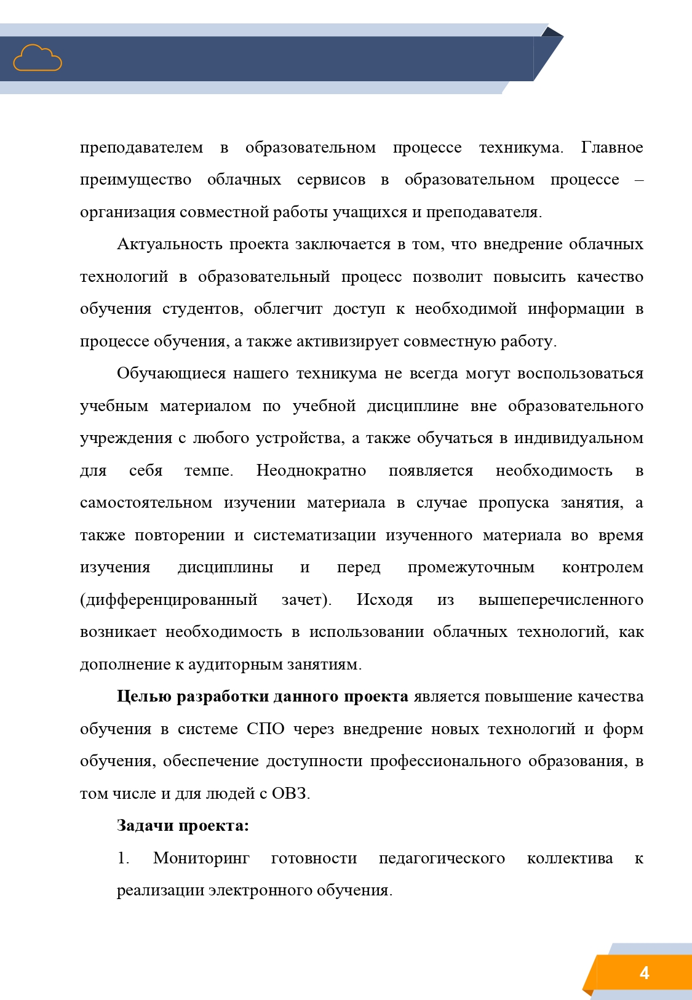 преподавателем в образовательном процессе техникума. Главное
преимущество облачных сервисов в образовательном процессе –
организация совместной работы учащихся и преподавателя.
Актуальность проекта заключается в том, что внедрение облачных
технологий в образовательный процесс позволит повысить качество
обучения студентов, облегчит доступ к необходимой информации в
процессе обучения, а также активизирует совместную работу.
Обучающиеся нашего техникума не всегда могут воспользоваться
учебным материалом по учебной дисциплине вне образовательного
учреждения с любого устройства, а также обучаться в индивидуальном
для себя темпе. Неоднократно появляется необходимость в
самостоятельном изучении материала в случае пропуска занятия, а
также повторении и систематизации изученного материала во время
изучения дисциплины и перед промежуточным контролем
(дифференцированный зачет). Исходя из вышеперечисленного
возникает необходимость в использовании облачных технологий, как
дополнение к аудиторным занятиям.
Целью разработки данного проекта является повышение качества
обучения в системе СПО через внедрение новых технологий и форм
обучения, обеспечение доступности профессионального образования, в
том числе и для людей с ОВЗ.
Задачи проекта:
1. Мониторинг готовности педагогического коллектива к
реализации электронного обучения.
4